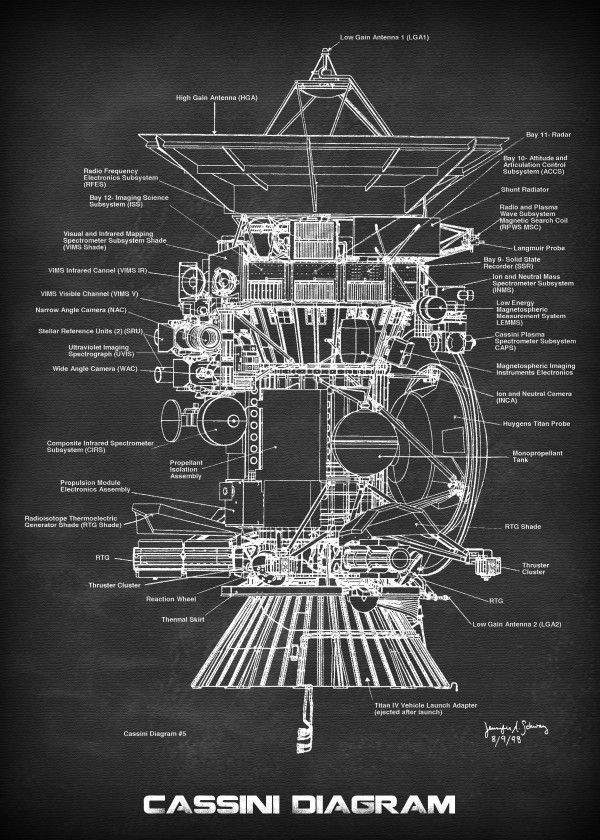 Low Gain Antenna 1 (LGA1)
High Gain Antenna (HGA)
Bay 11- Radar
Bay 10- Attitude and
Articulation Control
Subsystem (ACCS)
Radio Frequency
Electronics Subsystem
(RFES)
Shunt Radiator
Bay 12- Imaging Science
Subsystem (ISS)
Radio and Plasma
Wave Subsystem
Magnetic Search Coil
(RPWS MSC)
Visual and Infrared Mapping
Spectrometer Subsystem Shade
(VIMS Shade)
Langmuir Probe
Bay 9- Solid State
Recorder (SSR)
VIMS Infrared Cannel (VIMS IR)
Ion and Neutral Mass
Spectrometer Subsystem
(INMS)
VIMS Visible Channel (VIMS V)
Low Energy
Magnetospheric
Measurement System
LEMMS)
Narrow Angle Camera (NAC)
Stellar Reference Units (2) (SRU)
Cassini Plasma
Spectrometer Subsystem
CAPS)
Ultraviolet Imaging
Spectrograph (UVIS)
Wide Angle Camera (WAC)
Magnetospheric Imaging
Instruments Electronics
Ion and Neutral Camera
(INCA)
Huygens Titan Probe
Composite Infrared Spectrometer
Subsystem (CIRS)
Monopropellant
Tank
Propellant
Isolation
Assembly
Propulsion Module
Electronics Assembly
Radioisotope Thermoelectric
Generator Shade (RTG Shade)
RTG Shade
RTG
Thruster
Cluster
Thruster Cluster
Reaction Wheel
RTG
Thermal Skirt
Low Gain Antenna 2 (LGA2)
Titan IV Vehicle Launch Adapter
(ejected after launch)
Cassini Diagram #5
8/9/98
CASSINI DIAGRAM